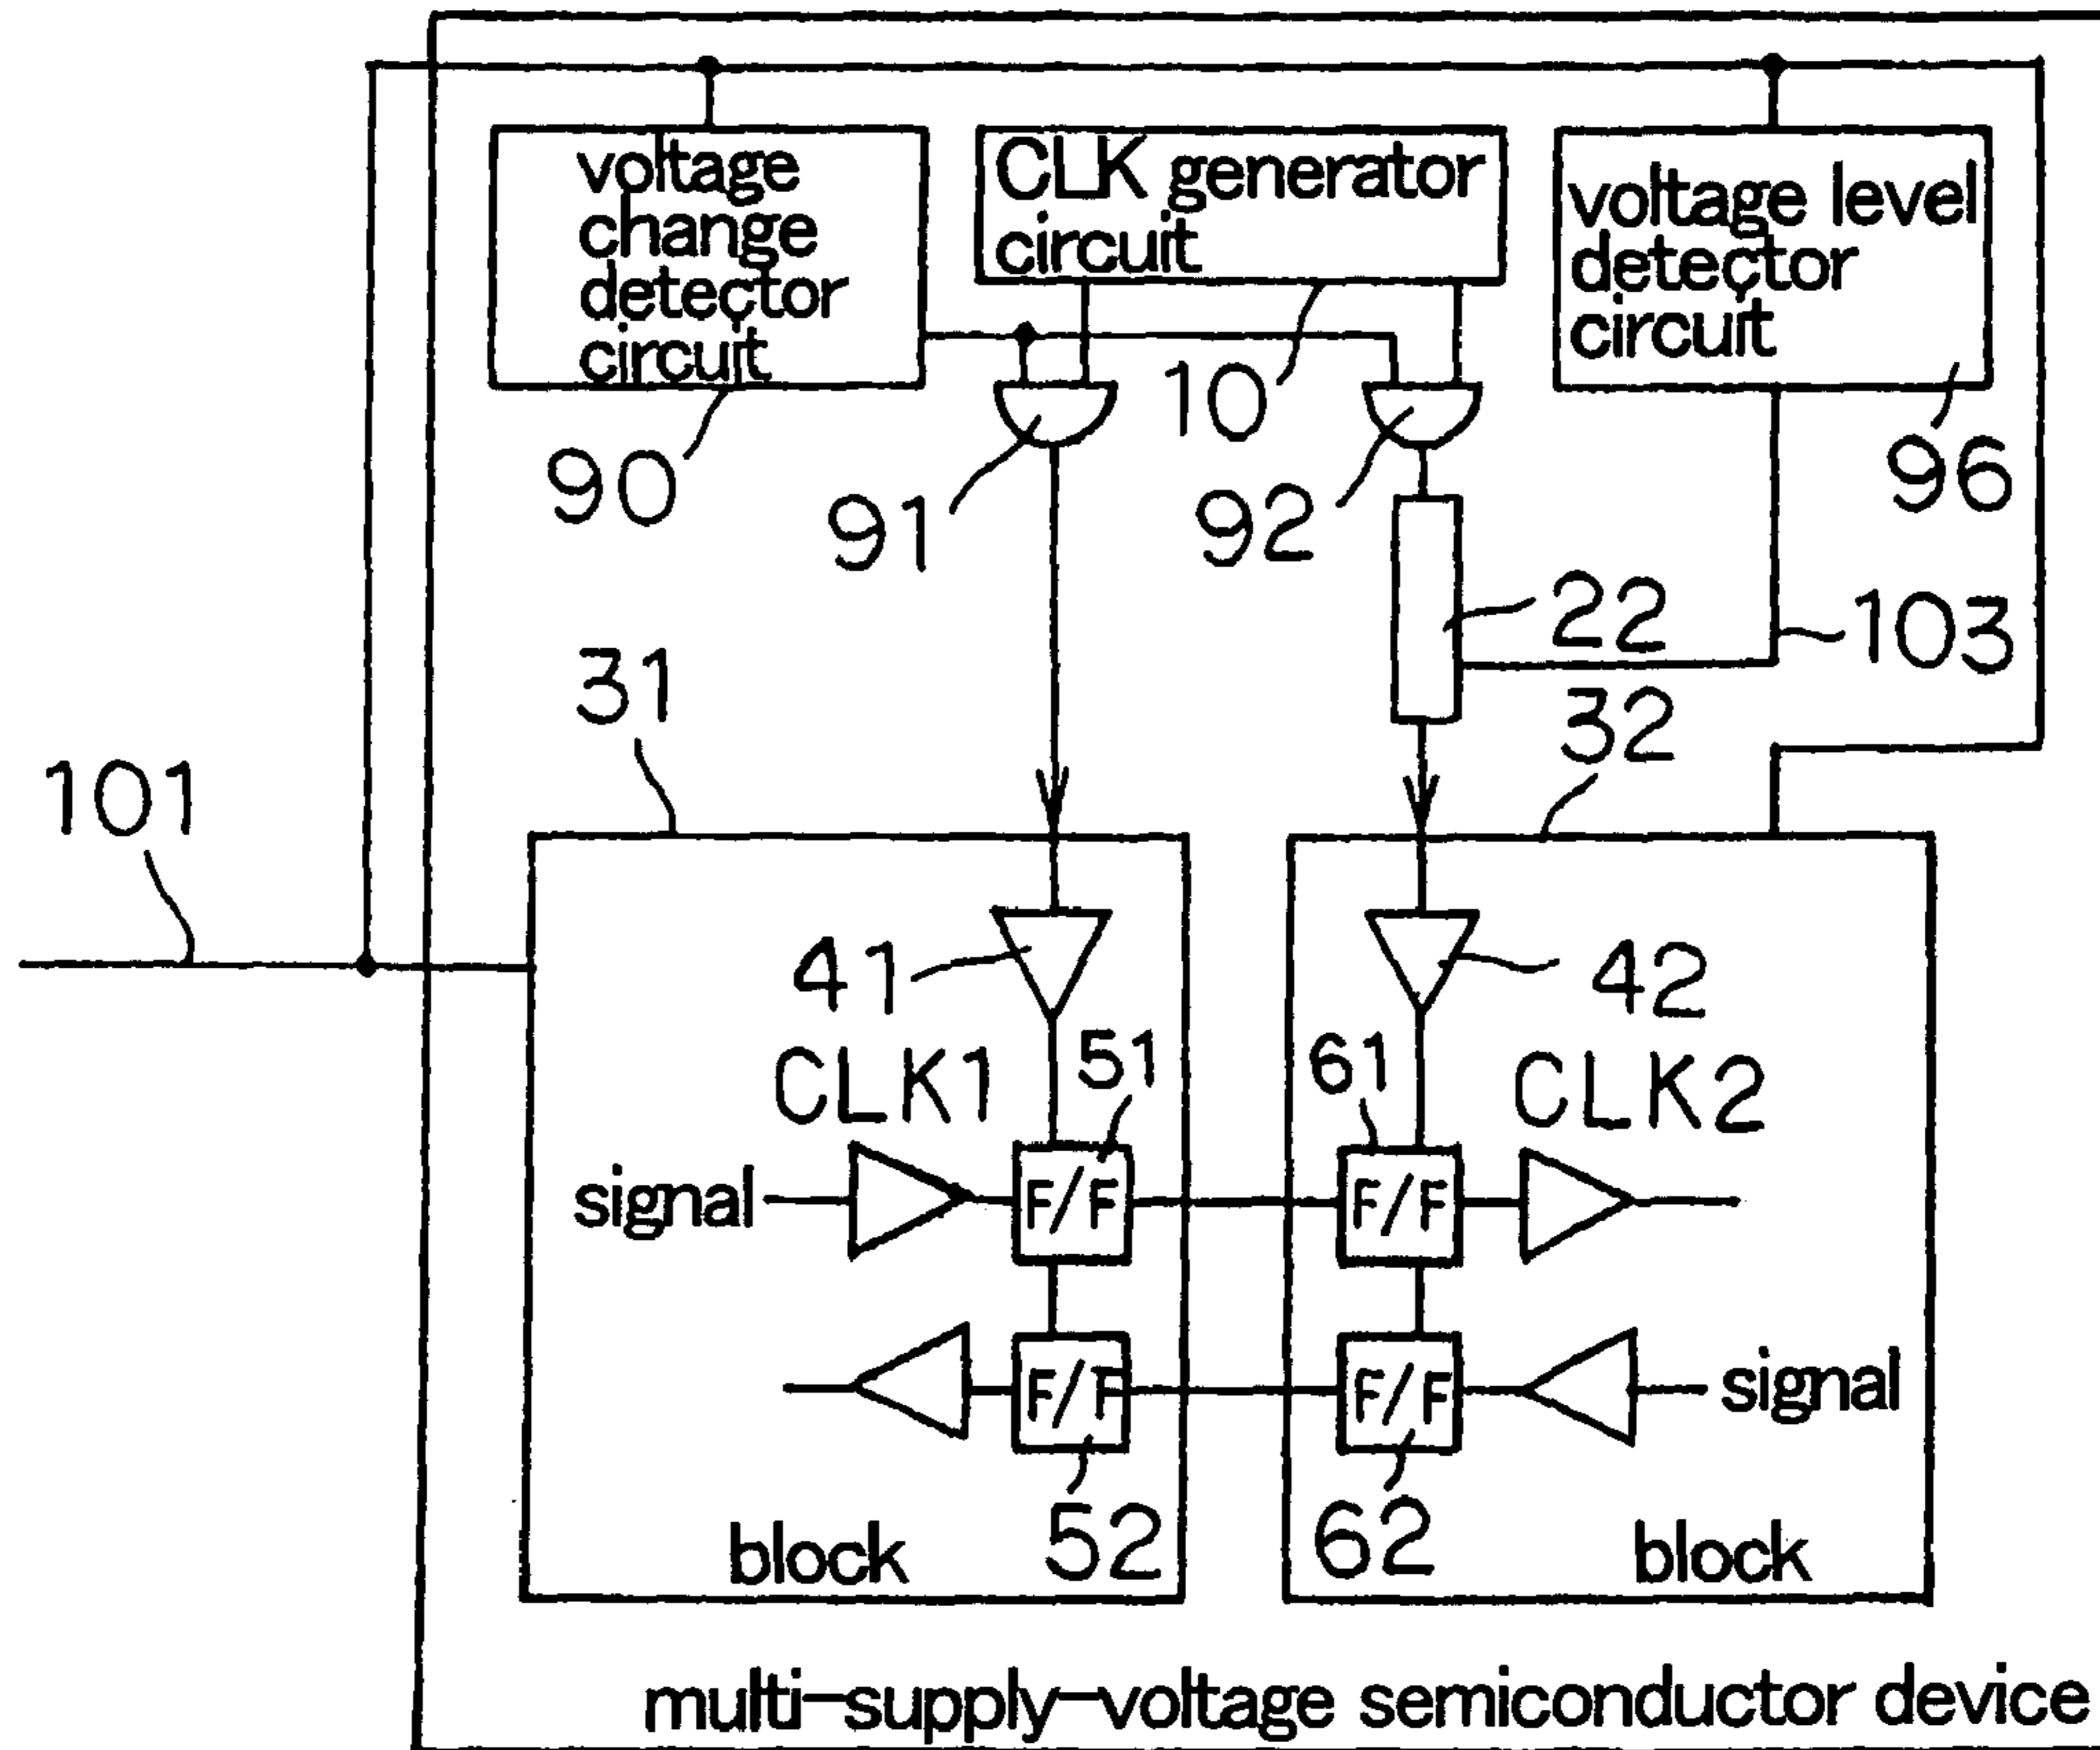 voltage
change
detector
circuit
CLK generator
circuit
voltage level
detector
circuit
90
91
10
92
96
22
103
31
32
101
41
42
CLK1
51
61
CLK2
signal
F/F
F/F
F/F
F/F
signal
52
62
block
block
multi-supply-voltage semiconductor device